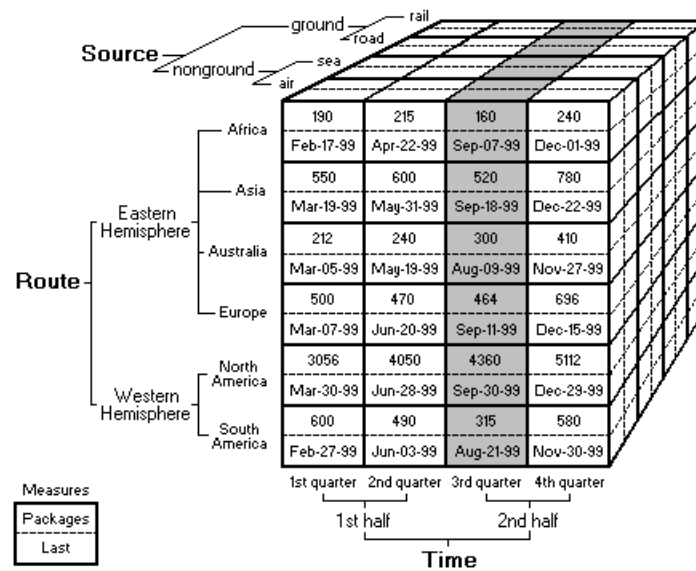 Source
ground
nonground
rail
road
sea
air
Route
Eastern
Hemisphere
Western
Hemisphere
Africa
190 215 160 240
Feb-17-99 Apr-22-99 Sep-07-99 Dec-01-99
Asia
550 600 520 780
Mar-19-99 May-31-99 Sep-18-99 Dec-22-99
Australia
212 240 300 410
Mar-05-99 May-19-99 Aug-09-99 Nov-27-99
Europe
500 470 464 696
Mar-07-99 Jun-20-99 Sep-11-99 Dec-15-99
North
America
3056 4050 4360 5112
Mar-30-99 Jun-28-99 Sep-30-99 Dec-29-99
South
America
600 490 315 580
Feb-27-99 Jun-03-99 Aug-21-99 Nov-30-99
1st quarter 2nd quarter 3rd quarter 4th quarter
1st half 2nd half
Time
Measures
Packages
Last